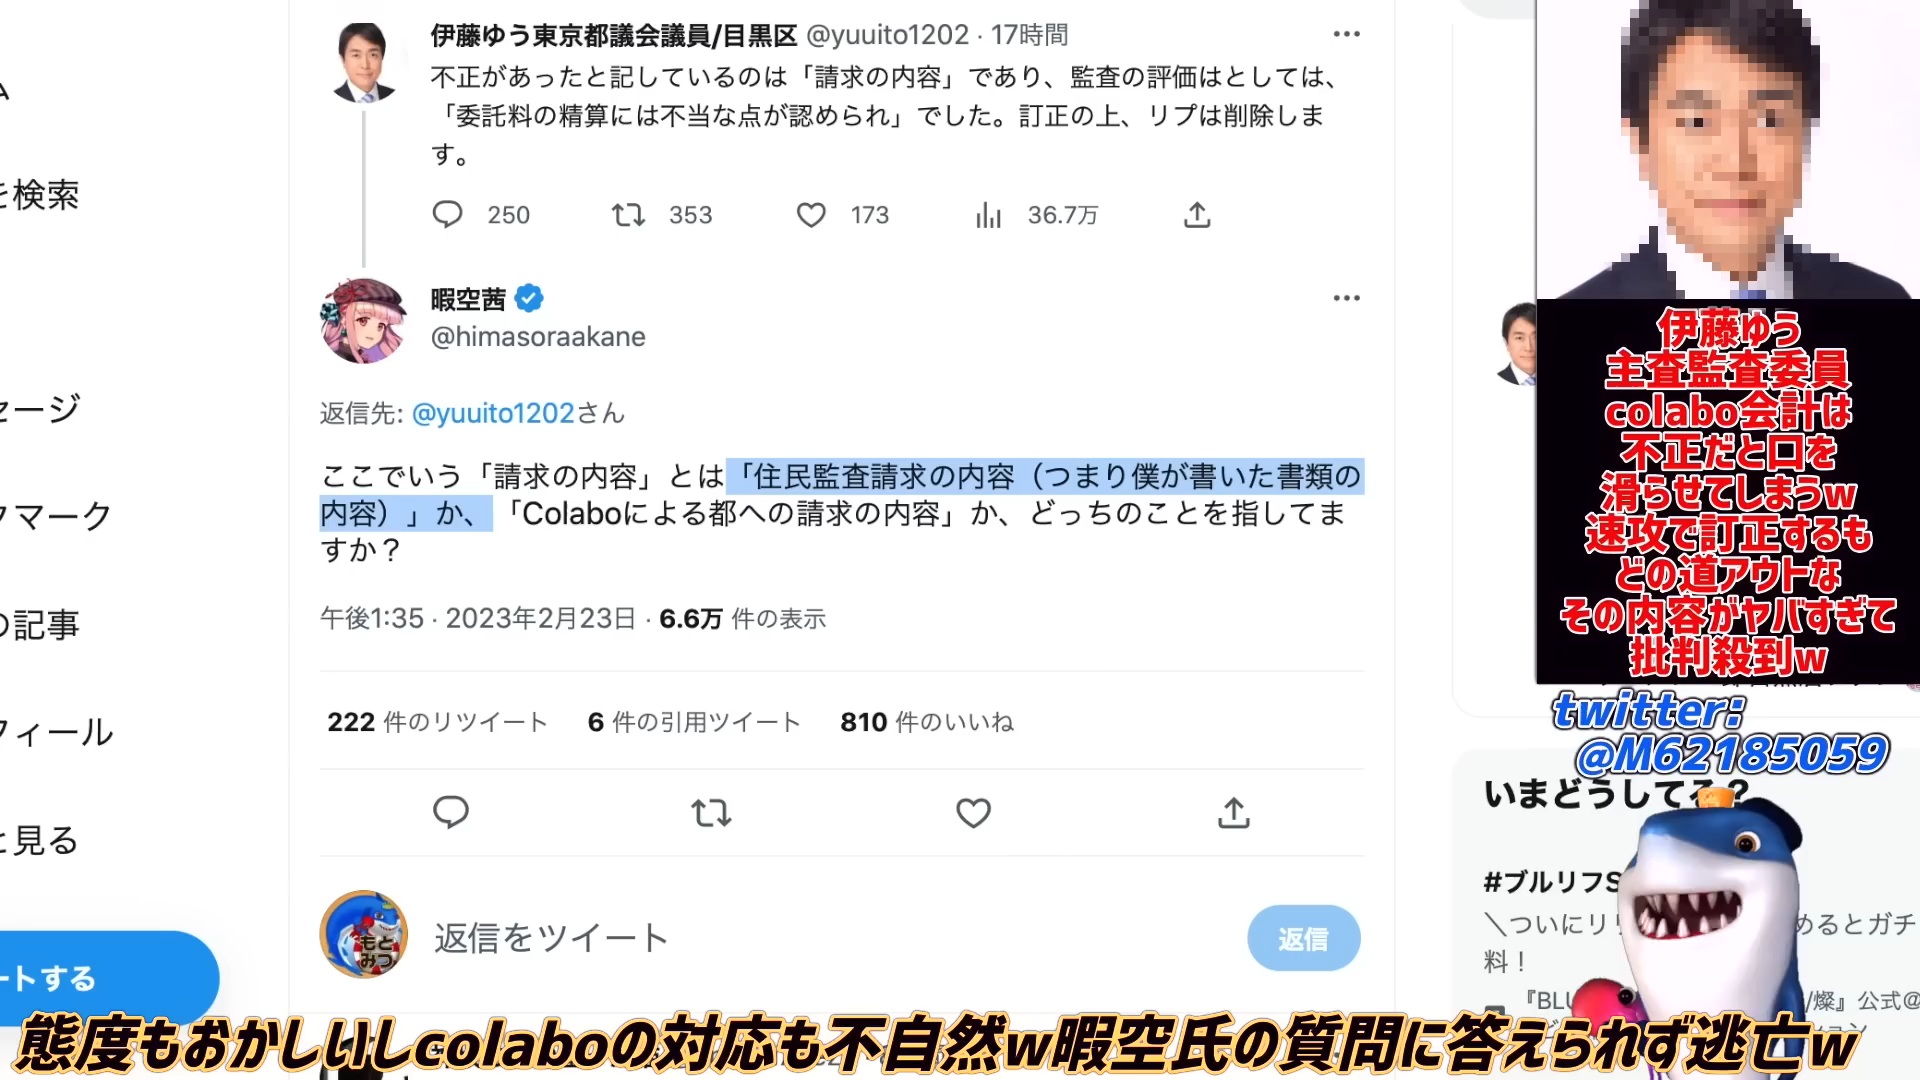 伊藤ゆう東京都議会議員/目黒区 @yuuito1202 · 17時間
不正があったと記しているのは「請求の内容」であり、監査の評価はとしては、
「委託料の精算には不当な点が認められ」でした。訂正の上、リプは削除しま
す。
250 353 173 36.7万
暇空茜
@himasoraakane
返信先: @yuuito1202さん
ここでいう「請求の内容」とは「住民監査請求の内容（つまり僕が書いた書類の
内容）」か、「Colaboによる都への請求の内容」か、どっちのことを指してま
すか？
午後1:35 · 2023年2月23日 · 6.6万 件の表示
222 件のリツイート 6 件の引用ツイート 810 件のいいね
もと
みつ
返信をツイート
返信
ム
を検索
セージ
クマーク
の記事
フィール
と見る
ートする
伊藤ゆう
主査監査委員
colabo会計は
不正だと口を
滑らせてしまうw
速攻で訂正するも
どの道アウトな
その内容がヤバすぎて
批判殺到w
twitter:
@M62185059
いまどうしてる？
#ブルリフS
＼ついにリリ
めるとガチ
料！
『BLU
/燦』公式@
ション
態度もおかしいしcolaboの対応も不自然w暇空氏の質問に答えられず逃亡w